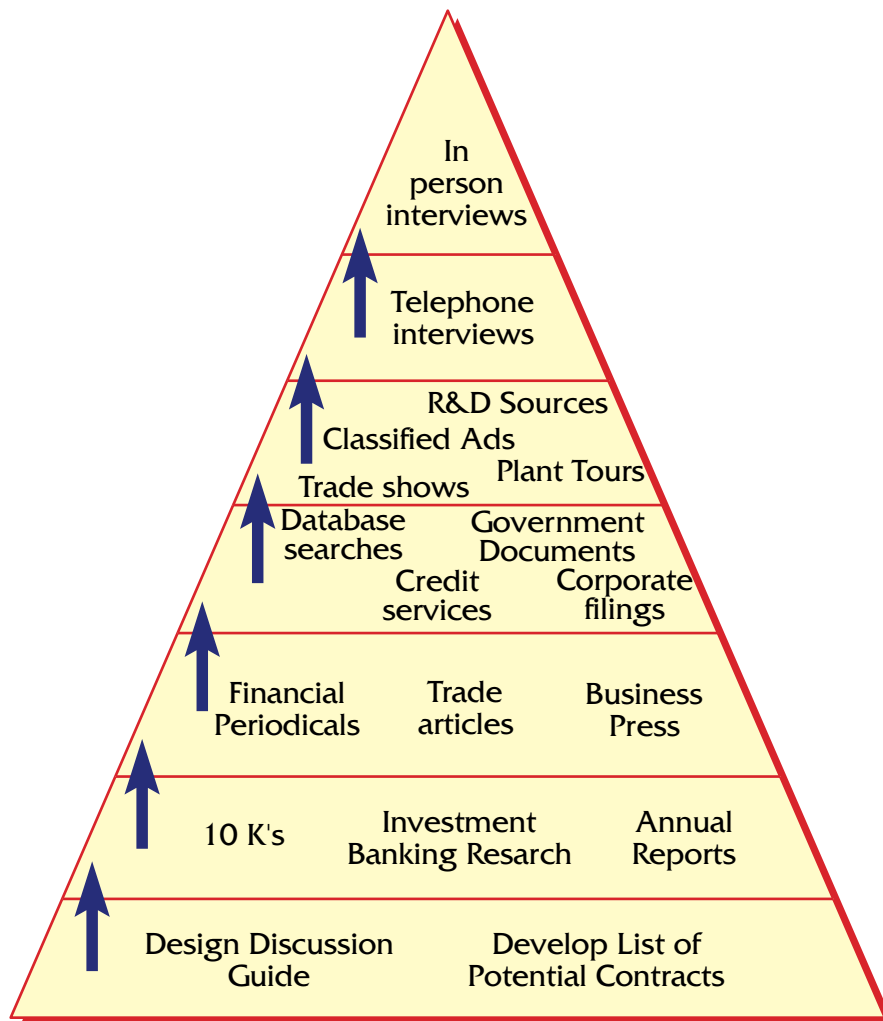 In
person
interviews
Telephone
interviews
R&D Sources
Classified Ads
Plant Tours
Trade shows
Database
searches
Government
Documents
Credit
services
Corporate
filings
Financial
Periodicals
Trade
articles
Business
Press
10 K's
Investment
Banking Resarch
Annual
Reports
Design Discussion
Guide
Develop List of
Potential Contracts